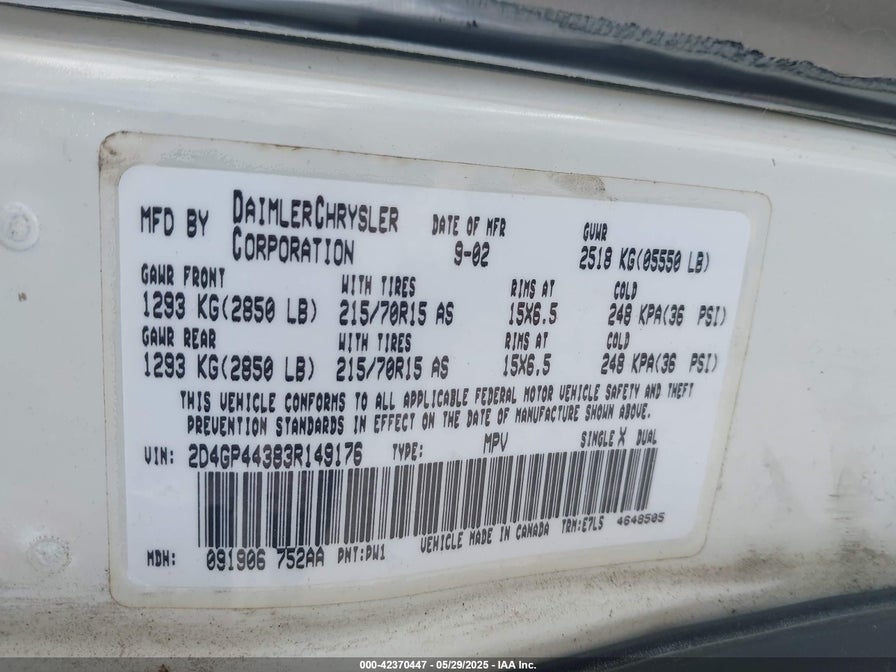 MFD BY DAIMLERCHRYSLER CORPORATION DATE OF MFR 9-02 GVWR 2518 KG(05550 LB)
GAWR FRONT WITH TIRES RIMS AT COLD
1293 KG(2850 LB) 215/70R15 AS 15X6.5 248 KPA(36 PSI)
GAWR REAR WITH TIRES RIMS AT COLD
1293 KG(2850 LB) 215/70R15 AS 15X6.5 248 KPA(36 PSI)
THIS VEHICLE CONFORMS TO ALL APPLICABLE FEDERAL MOTOR VEHICLE SAFETY AND THEFT
PREVENTION STANDARDS IN EFFECT ON THE DATE OF MANUFACTURE SHOWN ABOVE.
VIN: 2D4GP44383R149176 TYPE: MPV SINGLE X DUAL
MDH: 091906 752AA PNT:PW1 VEHICLE MADE IN CANADA TRM:E7L5 4648505
000-42370447 - 05/29/2025 - IAA Inc.